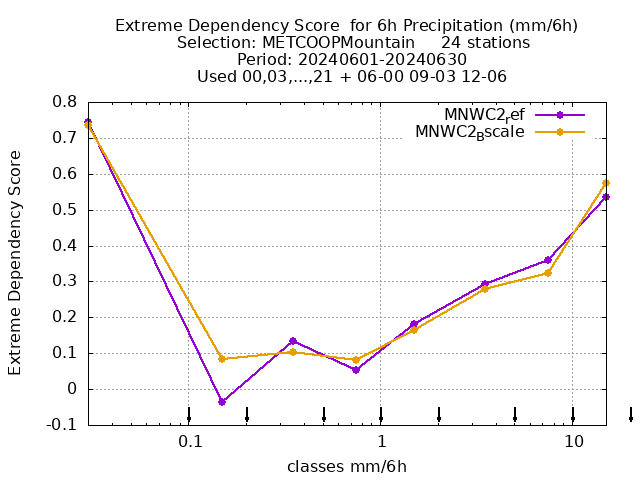 Extreme Dependency Score  for 6h Precipitation (mm/6h)
Selection: METCOOPMountain     24 stations
Period: 20240601-20240630
Used 00,03,...,21 + 06-00 09-03 12-06
MNWC2ref
MNWC2Bscale
0.8
0.7
0.6
0.5
0.4
0.3
0.2
0.1
0
-0.1
Extreme Dependency Score
0.1
1
10
classes mm/6h